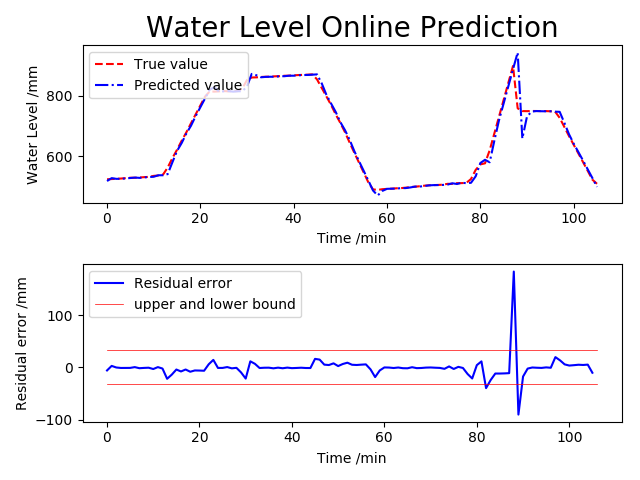 Water Level Online Prediction
True value
Predicted value
Water Level /mm
800
600
0 20 40 60 80 100
Time /min
Residual error
upper and lower bound
Residual error /mm
100
0
−100
0 20 40 60 80 100
Time /min